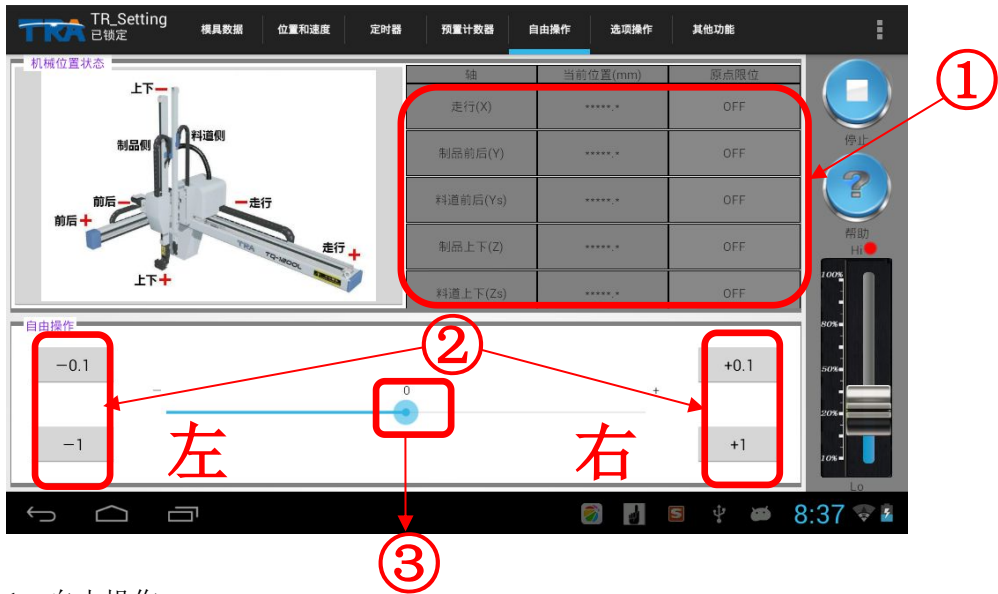 TRA TR_Setting
已锁定
模具数据 位置和速度 定时器 预置计数器 自由操作 选项操作 其他功能
①
机械位置状态
上下 －
制品侧 料道侧
前后 －
前后 ＋
－ 走行
走行 ＋
上下 ＋
TRA TQ-1800L
轴 当前位置(mm) 原点限位
走行(X) *****.* OFF
制品前后(Y) *****.* OFF
料道前后(Ys) *****.* OFF
制品上下(Z) *****.* OFF
料道上下(Zs) *****.* OFF
停止
?
帮助
Hi
100%
80%
50%
20%
10%
Lo
自由操作
②
－0.1 +0.1
－ 0 +
－1 +1
左 右
8:37
③